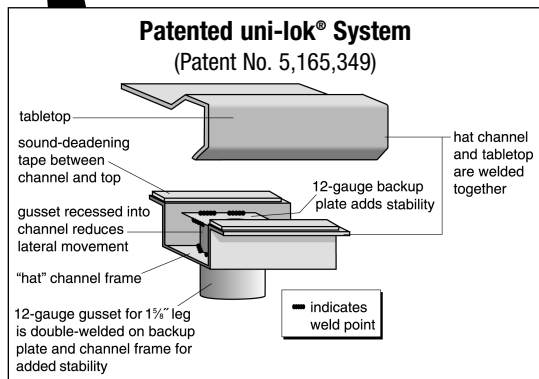 Patented uni-lok® System
(Patent No. 5,165,349)
tabletop
sound-deadening
tape between
channel and top
gusset recessed into
channel reduces
lateral movement
“hat” channel frame
12-gauge gusset for 1⅝˝ leg
is double-welded on backup
plate and channel frame for
added stability
12-gauge backup
plate adds stability
hat channel
and tabletop
are welded
together
indicates
weld point